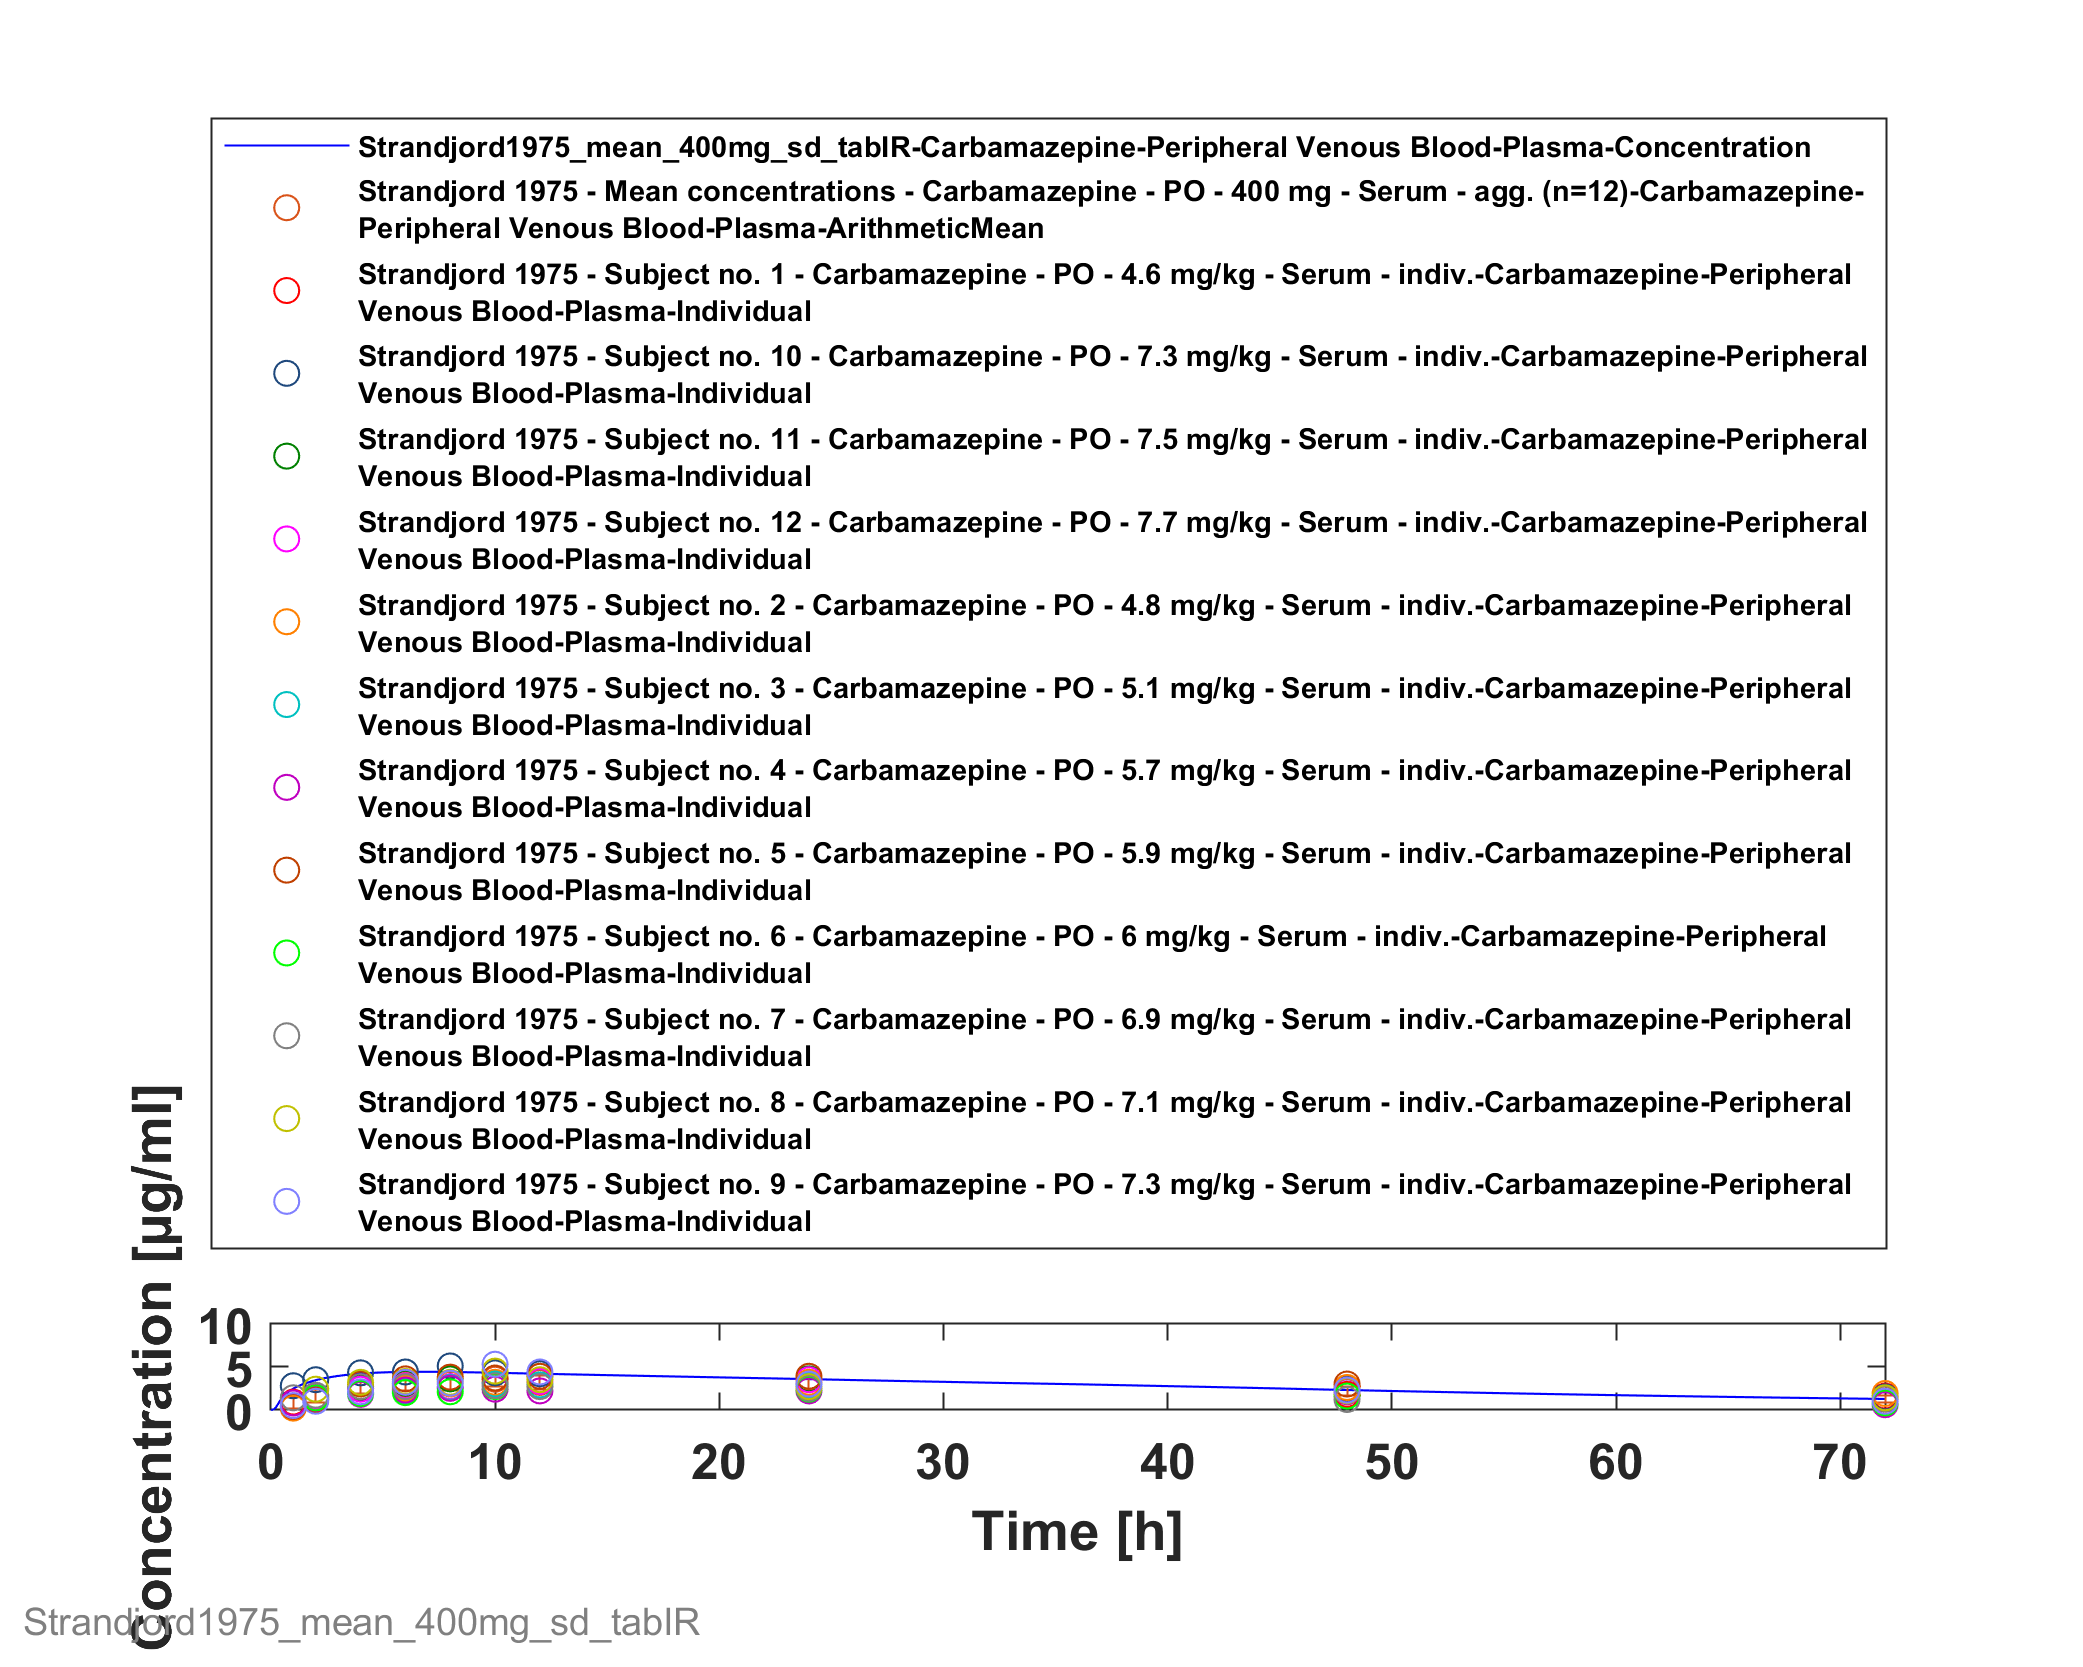 Strandjord1975_mean_400mg_sd_tabIR-Carbamazepine-Peripheral Venous Blood-Plasma-Concentration
Strandjord 1975 - Mean concentrations - Carbamazepine - PO - 400 mg - Serum - agg. (n=12)-Carbamazepine-
Peripheral Venous Blood-Plasma-ArithmeticMean
Strandjord 1975 - Subject no. 1 - Carbamazepine - PO - 4.6 mg/kg - Serum - indiv.-Carbamazepine-Peripheral
Venous Blood-Plasma-Individual
Strandjord 1975 - Subject no. 10 - Carbamazepine - PO - 7.3 mg/kg - Serum - indiv.-Carbamazepine-Peripheral
Venous Blood-Plasma-Individual
Strandjord 1975 - Subject no. 11 - Carbamazepine - PO - 7.5 mg/kg - Serum - indiv.-Carbamazepine-Peripheral
Venous Blood-Plasma-Individual
Strandjord 1975 - Subject no. 12 - Carbamazepine - PO - 7.7 mg/kg - Serum - indiv.-Carbamazepine-Peripheral
Venous Blood-Plasma-Individual
Strandjord 1975 - Subject no. 2 - Carbamazepine - PO - 4.8 mg/kg - Serum - indiv.-Carbamazepine-Peripheral
Venous Blood-Plasma-Individual
Strandjord 1975 - Subject no. 3 - Carbamazepine - PO - 5.1 mg/kg - Serum - indiv.-Carbamazepine-Peripheral
Venous Blood-Plasma-Individual
Strandjord 1975 - Subject no. 4 - Carbamazepine - PO - 5.7 mg/kg - Serum - indiv.-Carbamazepine-Peripheral
Venous Blood-Plasma-Individual
Strandjord 1975 - Subject no. 5 - Carbamazepine - PO - 5.9 mg/kg - Serum - indiv.-Carbamazepine-Peripheral
Venous Blood-Plasma-Individual
Strandjord 1975 - Subject no. 6 - Carbamazepine - PO - 6 mg/kg - Serum - indiv.-Carbamazepine-Peripheral
Venous Blood-Plasma-Individual
Strandjord 1975 - Subject no. 7 - Carbamazepine - PO - 6.9 mg/kg - Serum - indiv.-Carbamazepine-Peripheral
Venous Blood-Plasma-Individual
Strandjord 1975 - Subject no. 8 - Carbamazepine - PO - 7.1 mg/kg - Serum - indiv.-Carbamazepine-Peripheral
Venous Blood-Plasma-Individual
Strandjord 1975 - Subject no. 9 - Carbamazepine - PO - 7.3 mg/kg - Serum - indiv.-Carbamazepine-Peripheral
Venous Blood-Plasma-Individual
Concentration [µg/ml]
10
5
0
0 10 20 30 40 50 60 70
Time [h]
Strandjord1975_mean_400mg_sd_tabIR